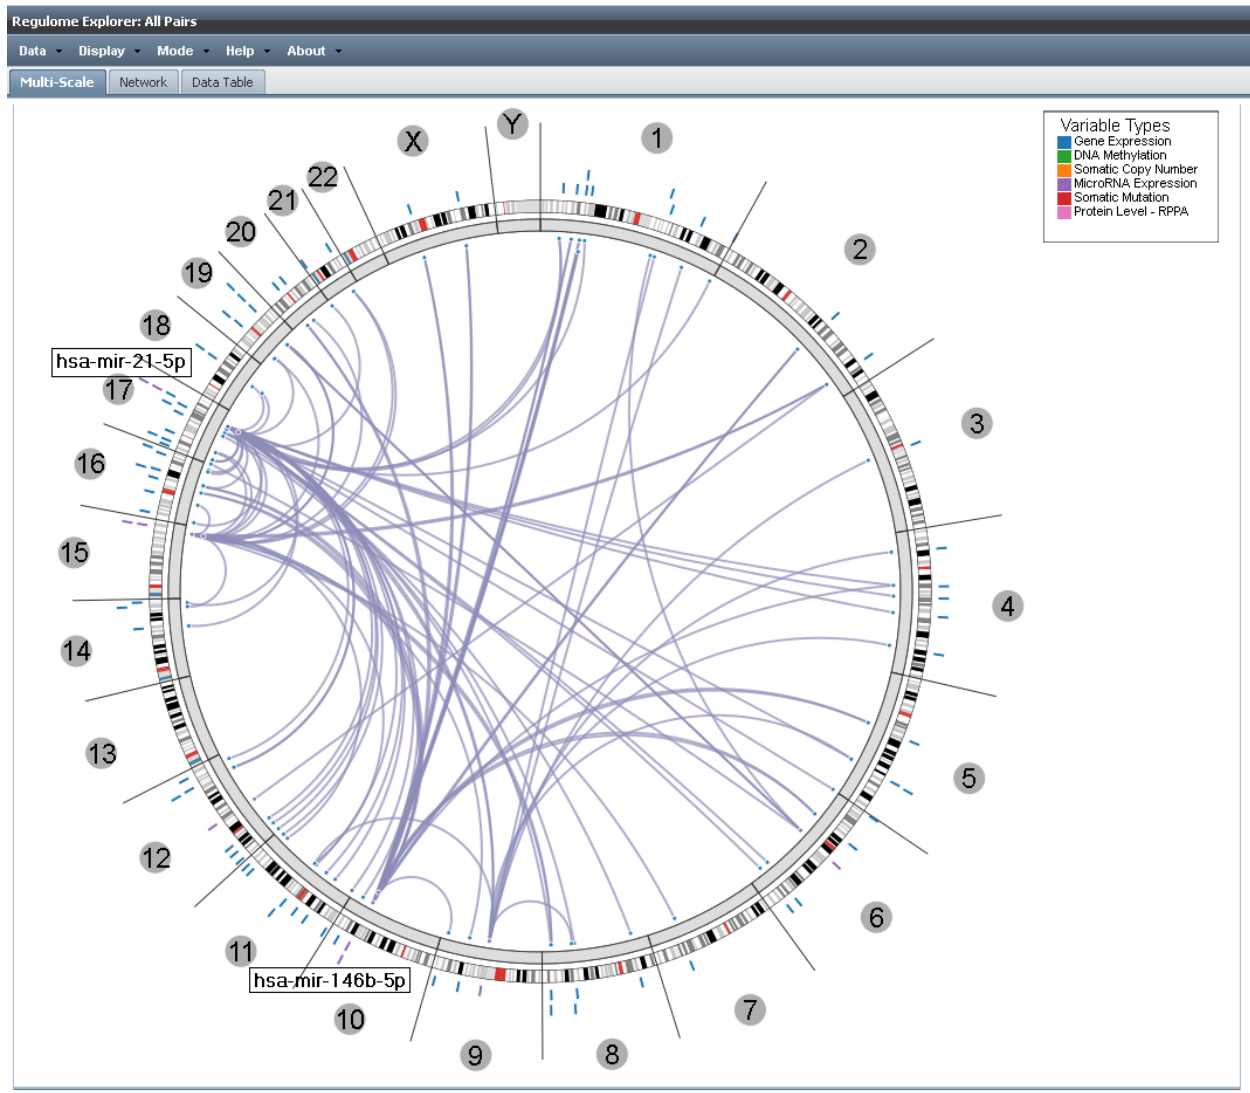 Regulome Explorer: All Pairs
Data Display Mode Help About
Multi-Scale Network Data Table
Variable Types
Gene Expression
DNA Methylation
Somatic Copy Number
MicroRNA Expression
Somatic Mutation
Protein Level - RPPA
Y
1
X
22
21
20
2
19
18
hsa-mir-21-5p
17
3
16
15
4
14
13
5
12
6
11
hsa-mir-146b-5p
10
7
9
8